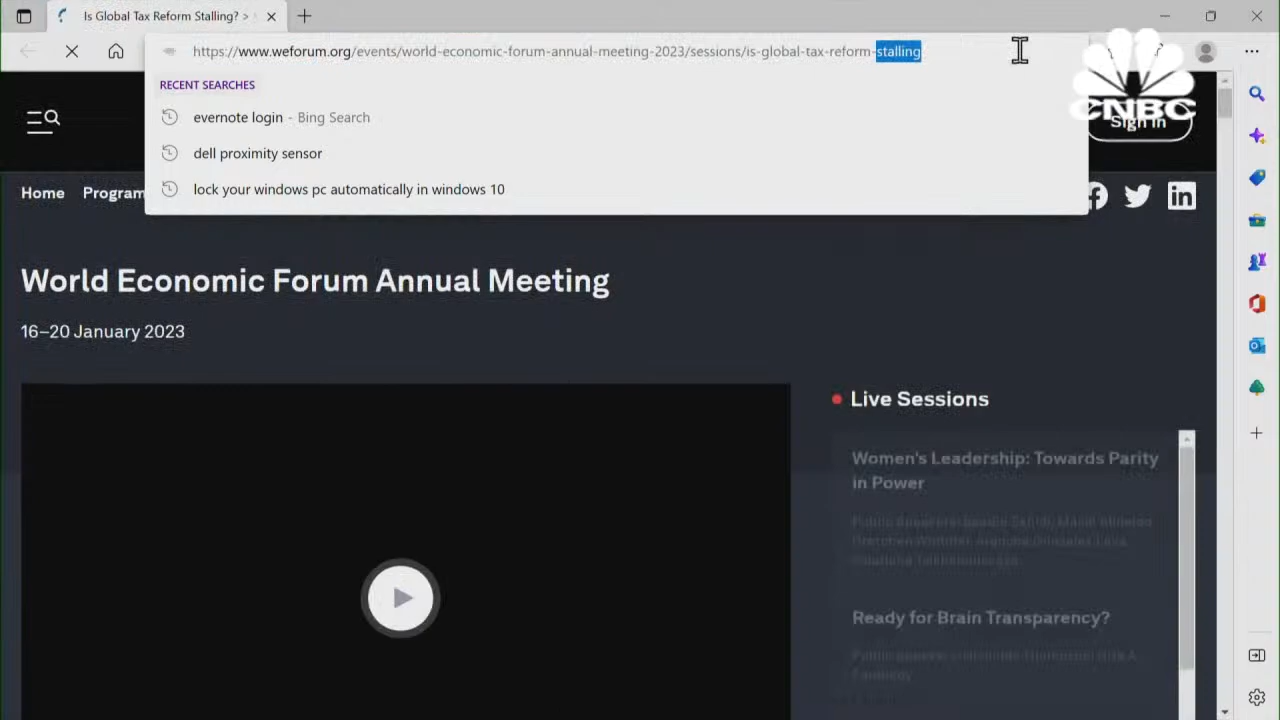 Is Global Tax Reform Stalling? >
https://www.weforum.org/events/world-economic-forum-annual-meeting-2023/sessions/is-global-tax-reform-stalling
RECENT SEARCHES
evernote login - Bing Search
dell proximity sensor
lock your windows pc automatically in windows 10
CNBC
Sign in
Home Program
World Economic Forum Annual Meeting
16–20 January 2023
Live Sessions
Women's Leadership: Towards Parity
in Power
Ready for Brain Transparency?